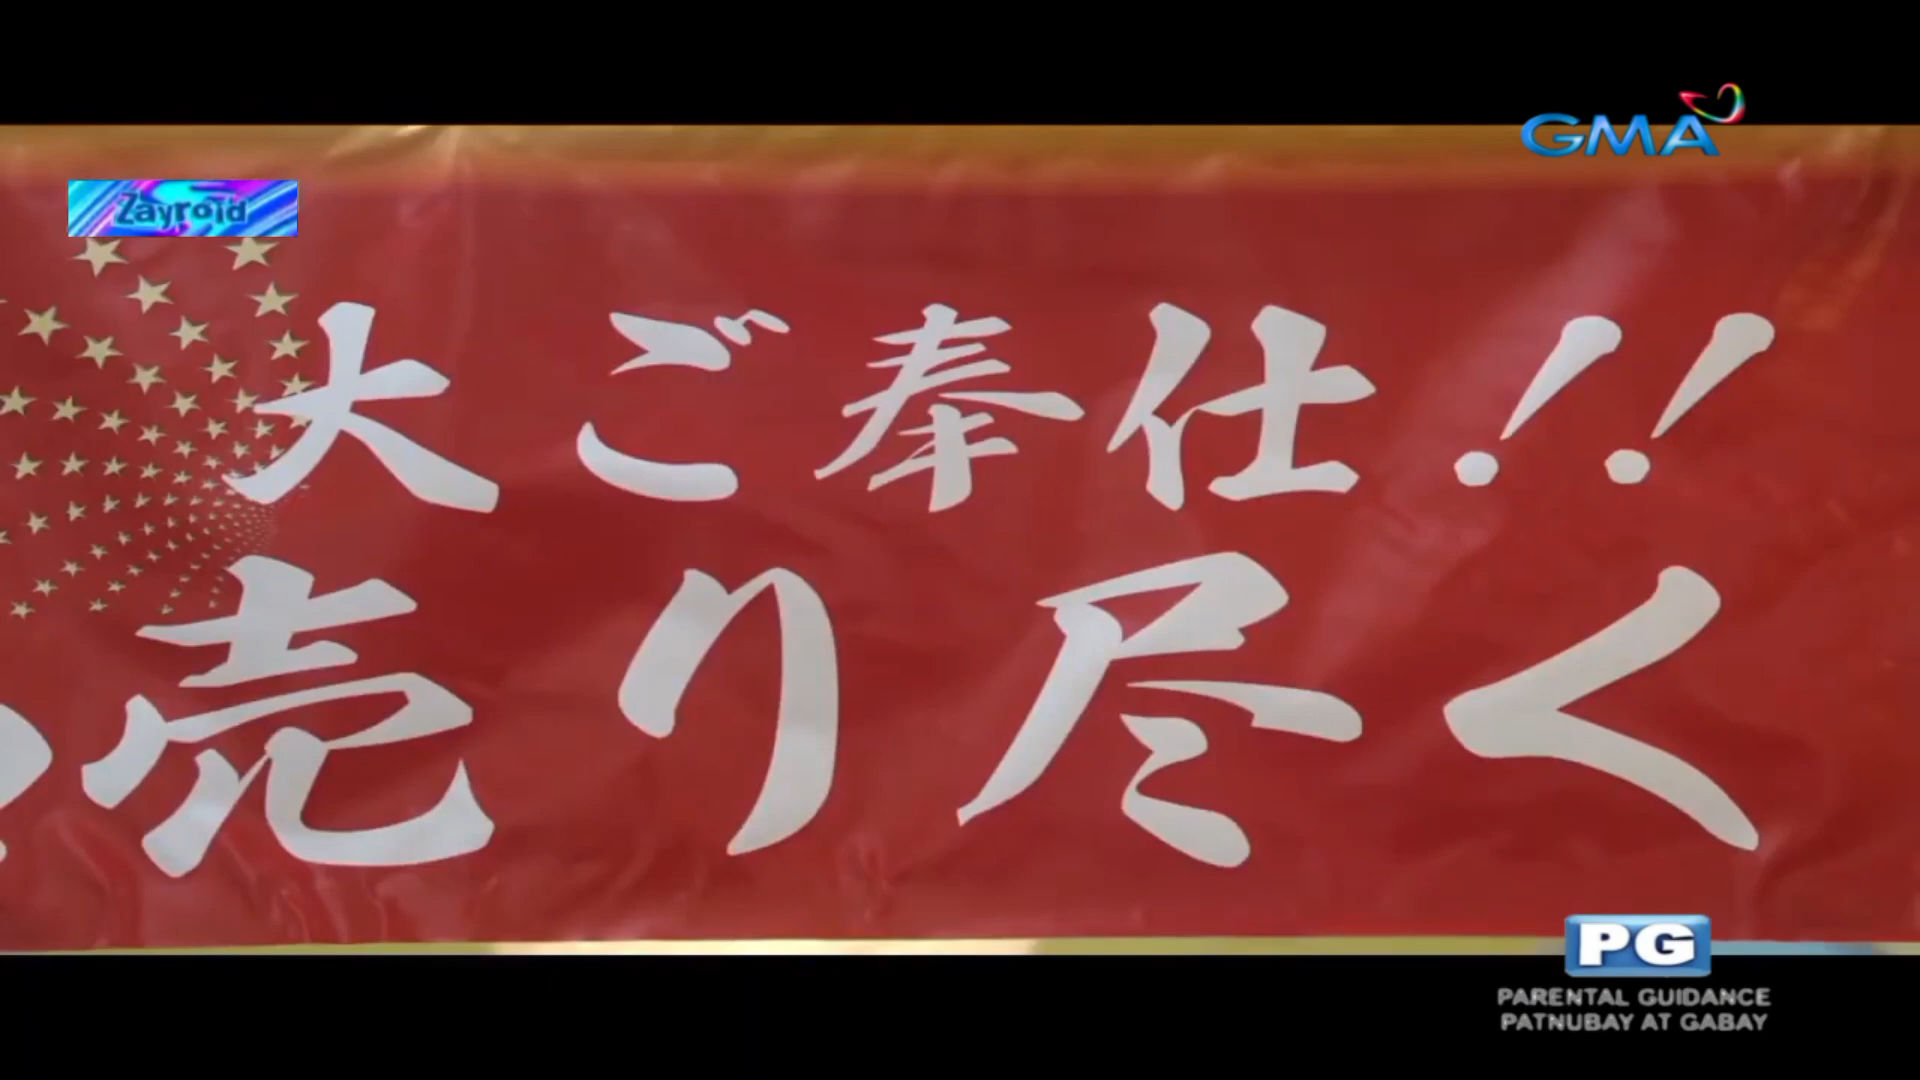 GMA
Zayroid
大ご奉仕!!
売り尽く
PG
PARENTAL GUIDANCE
PATNUBAY AT GABAY